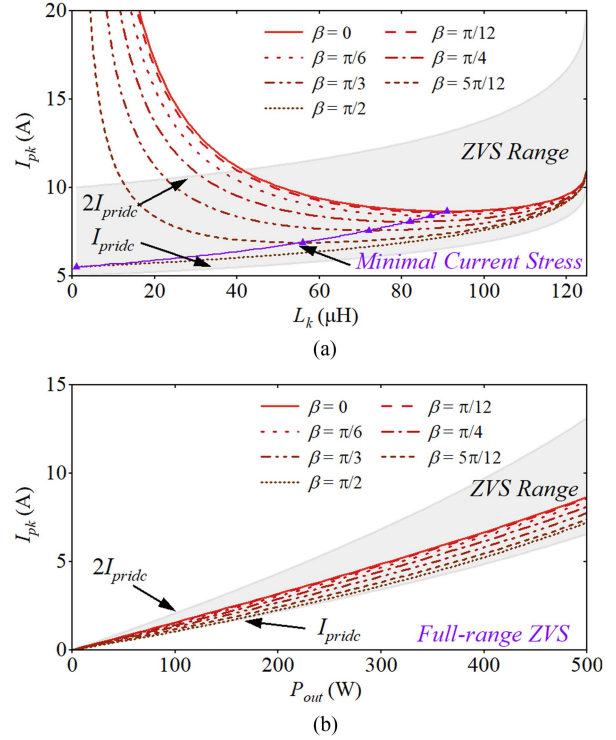 20
15
10
5
I_pk (A)
β = 0
β = π/12
β = π/6
β = π/4
β = π/3
β = 5π/12
β = π/2
ZVS Range
2I_pridc
I_pridc
Minimal Current Stress
0 20 40 60 80 100 120
L_k (μH)
(a)
15
10
5
0
I_pk (A)
β = 0
β = π/12
β = π/6
β = π/4
β = π/3
β = 5π/12
β = π/2
ZVS Range
2I_pridc
I_pridc
Full-range ZVS
0 100 200 300 400 500
P_out (W)
(b)